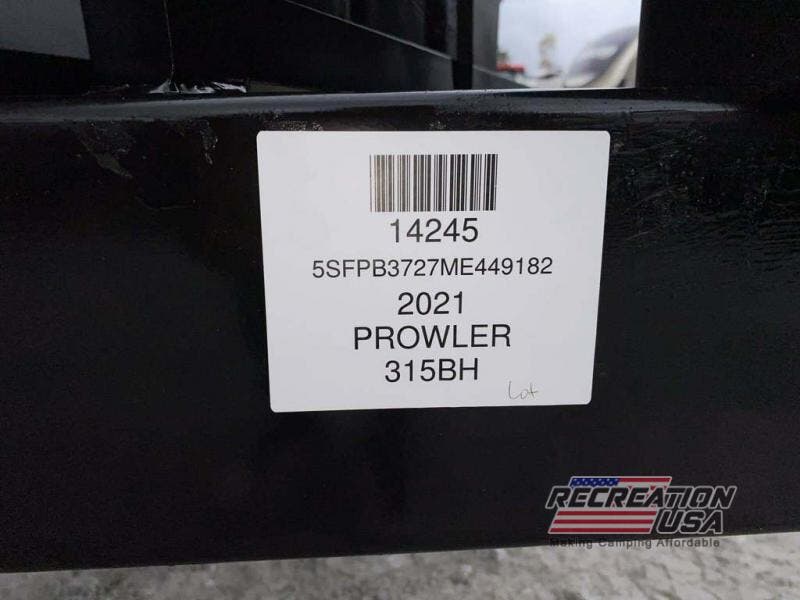 14245
5SFPB3727ME449182
2021
PROWLER
315BH
Lot
RECREATION
USA
Making Camping Affordable